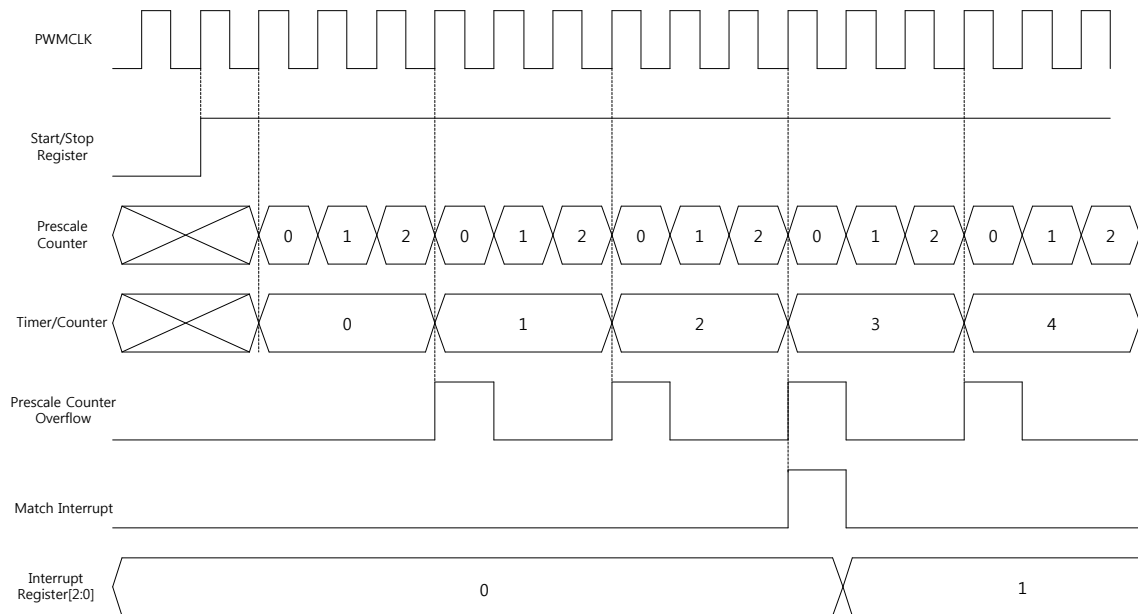 PWMCLK
Start/Stop
Register
Prescale
Counter
0 1 2 0 1 2 0 1 2 0 1 2 0 1 2
Timer/Counter
0 1 2 3 4
Prescale Counter
Overflow
Match Interrupt
Interrupt
Register[2:0]
0 1